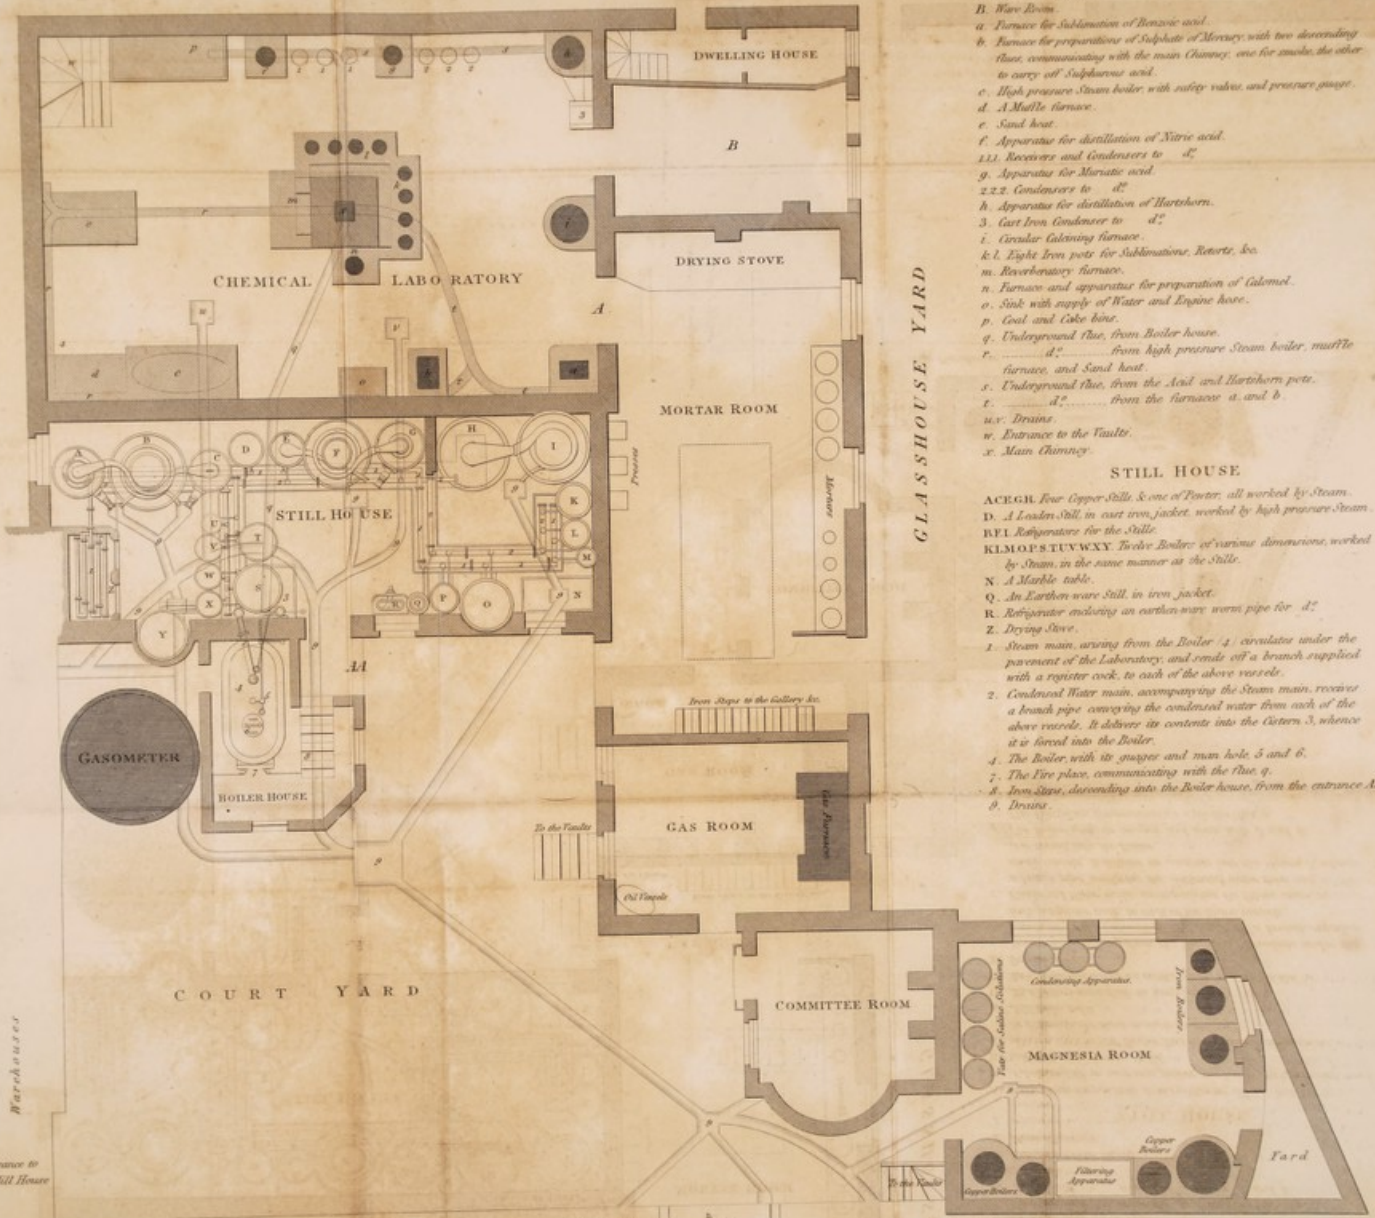 B. Ware Room.
a. Furnace for Sublimation of Benzoic acid.
b. Furnace for preparations of Sulphate of Mercury, with two descending
flues, communicating with the main Chimney, one for smoke, the other
to carry off Sulphurous acid.
c. High pressure Steam boiler, with safety valves, and pressure guage.
d. A Muffle furnace.
e. Sand heat.
f. Apparatus for distillation of Nitric acid.
1.1.1. Receivers and Condensers to dº
g. Apparatus for Muriatic acid.
2.2.2. Condensers to dº
h. Apparatus for distillation of Hartshorn.
3. Cast Iron Condenser to dº
i. Circular Calcining furnace.
k.l. Eight Iron pots for Sublimations, Retorts, &c.
m. Reverberatory furnace.
n. Furnace and apparatus for preparation of Calomel.
o. Sink with supply of Water and Engine hose.
p. Coal and Coke bins.
q. Underground flue, from Boiler house.
r. ........ dº ........ from high pressure Steam boiler, muffle
furnace, and Sand heat.
s. Underground flue, from the Acid and Hartshorn pots.
t. ........ dº ........ from the furnaces a. and b.
u.v. Drains.
w. Entrance to the Vaults.
x. Main Chimney.
STILL HOUSE
A.C.E.G.H. Four Copper Stills & one of Pewter, all worked by Steam.
D. A Leaden Still, in cast iron jacket, worked by high pressure Steam.
B.F.I. Refrigerators for the Stills.
K.L.M.O.P.S.T.U.V.W.X.Y. Twelve Boilers of various dimensions, worked
by Steam, in the same manner as the Stills.
N. A Marble table.
Q. An Earthen-ware Still, in iron jacket.
R. Refrigerator enclosing an earthen-ware worm pipe for dº
Z. Drying Stove.
1. Steam main, arising from the Boiler (4) circulates under the
pavement of the Laboratory, and sends off a branch supplied
with a register cock, to each of the above vessels.
2. Condensed Water main, accompanying the Steam main, receives
a branch pipe conveying the condensed water from each of the
above vessels. It delivers its contents into the Cistern 3, whence
it is forced into the Boiler.
4. The Boiler, with its guages and man hole, 5 and 6.
7. The Fire place, communicating with the flue, q.
8. Iron Steps, descending into the Boiler house, from the entrance A
9. Drains.
DWELLING HOUSE
B
CHEMICAL LABORATORY
A
DRYING STOVE
MORTAR ROOM
Mortars
Presses
GLASSHOUSE YARD
STILL HOUSE
A
B
C
D
E
F
G
H
I
K
L
M
N
O
P
Q
R
S
T
U
V
W
X
Y
AA
GASOMETER
BOILER HOUSE
Iron Steps to the Gallery &c.
GAS ROOM
Gas Furnace
Oil Vessels
To the Vaults
COURT YARD
Warehouses
COMMITTEE ROOM
Vats for Saline Solutions
Condensing Apparatus
Iron Boilers
MAGNESIA ROOM
Copper Boilers
Filtering Apparatus
Copper Boilers
Yard
To the Vaults
ance to
ill House